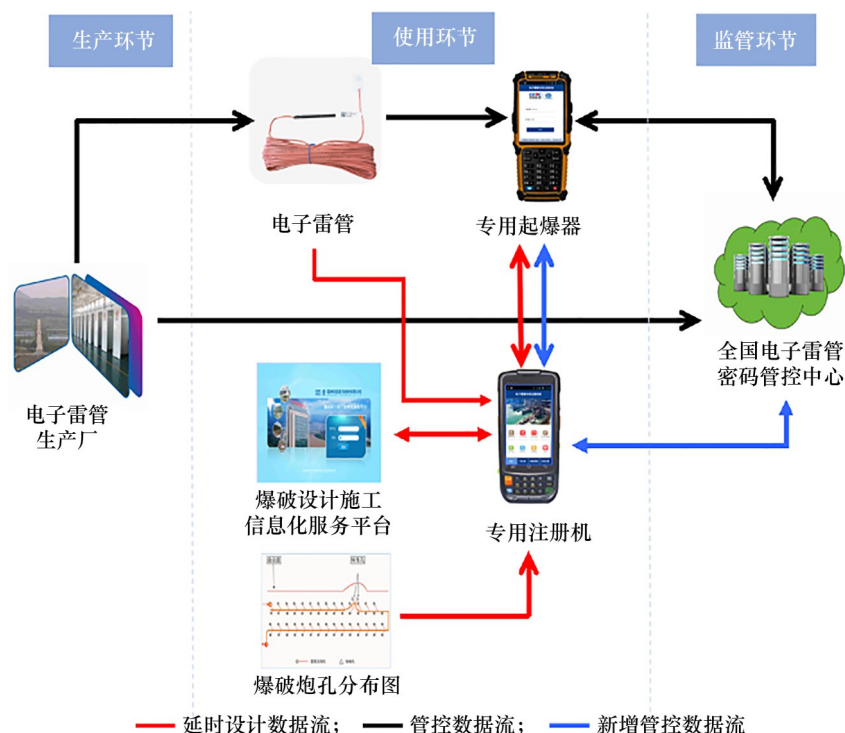 生产环节
使用环节
监管环节
电子雷管
专用起爆器
电子雷管
生产厂
全国电子雷管
密码管控中心
爆破设计施工
信息化服务平台
专用注册机
爆破炮孔分布图
延时设计数据流；
管控数据流；
新增管控数据流